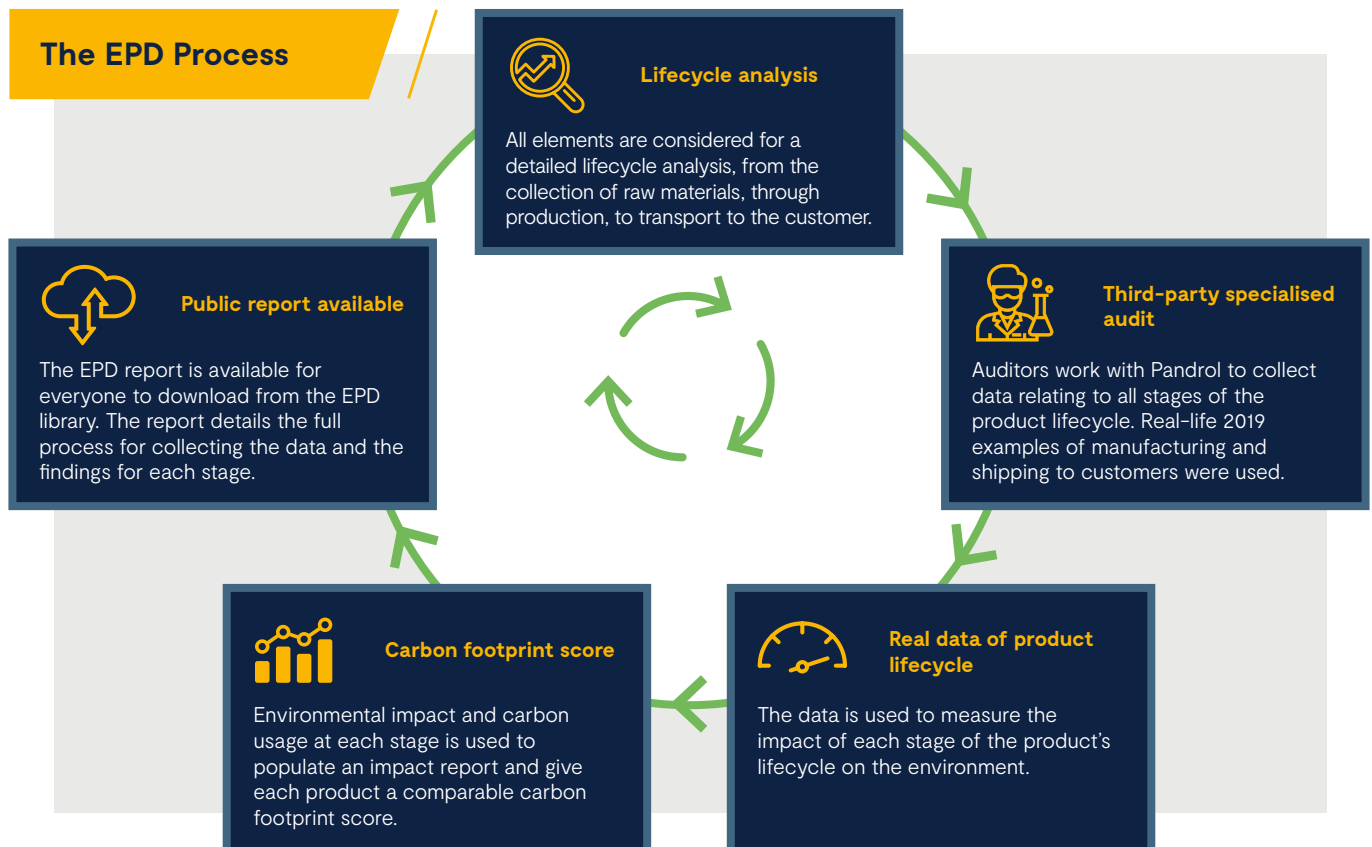 The EPD Process
Lifecycle analysis
All elements are considered for a
detailed lifecycle analysis, from the
collection of raw materials, through
production, to transport to the customer.
Third-party specialised
audit
Auditors work with Pandrol to collect
data relating to all stages of the
product lifecycle. Real-life 2019
examples of manufacturing and
shipping to customers were used.
Real data of product
lifecycle
The data is used to measure the
impact of each stage of the product’s
lifecycle on the environment.
Carbon footprint score
Environmental impact and carbon
usage at each stage is used to
populate an impact report and give
each product a comparable carbon
footprint score.
Public report available
The EPD report is available for
everyone to download from the EPD
library. The report details the full
process for collecting the data and the
findings for each stage.